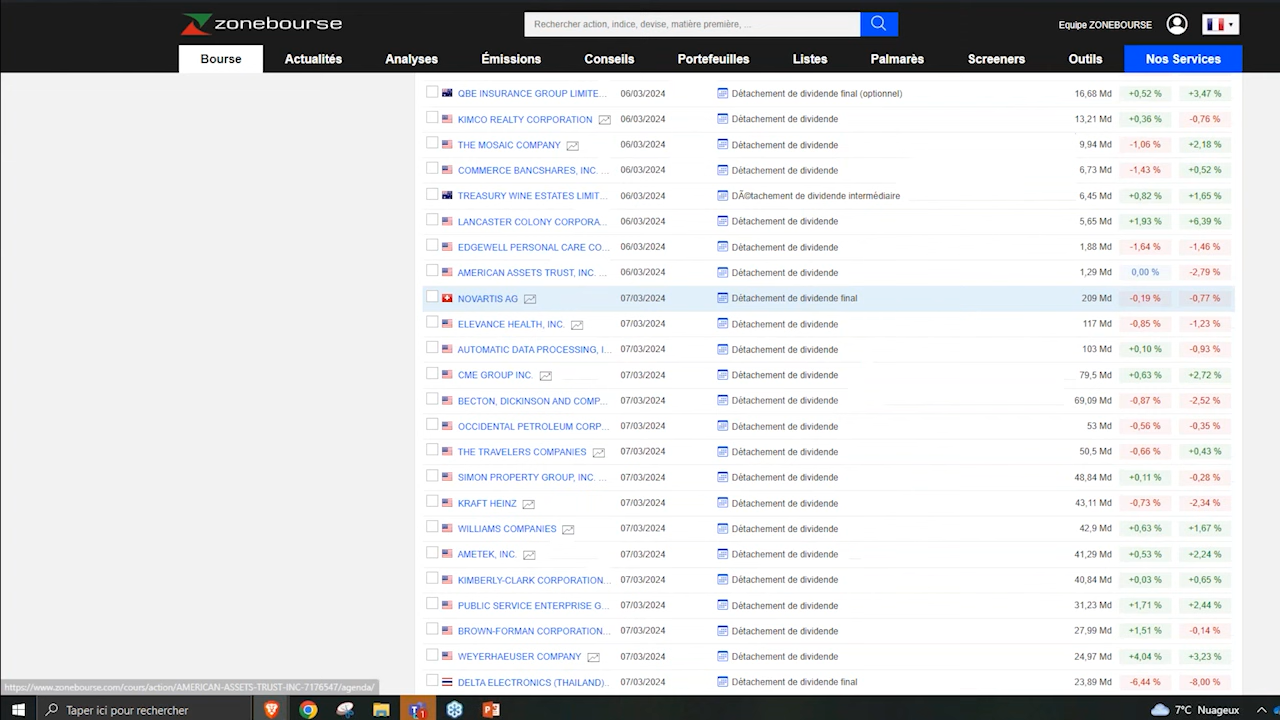 zonebourse
Rechercher action, indice, devise, matière première, ...
Equipe ZONEBOURSE
Bourse Actualités Analyses Émissions Conseils Portefeuilles Listes Palmarès Screeners Outils Nos Services
QBE INSURANCE GROUP LIMITE... 06/03/2024 Détachement de dividende final (optionnel) 16,68 Md +0,52 % +3,47 %
KIMCO REALTY CORPORATION 06/03/2024 Détachement de dividende 13,21 Md +0,36 % -0,76 %
THE MOSAIC COMPANY 06/03/2024 Détachement de dividende 9,94 Md -1,06 % +2,18 %
COMMERCE BANCSHARES, INC. ... 06/03/2024 Détachement de dividende 6,73 Md -1,43 % +0,52 %
TREASURY WINE ESTATES LIMIT... 06/03/2024 DÃ©tachement de dividende intermédiaire 6,45 Md +0,82 % +1,65 %
LANCASTER COLONY CORPORA... 06/03/2024 Détachement de dividende 5,65 Md +1,93 % +6,39 %
EDGEWELL PERSONAL CARE CO... 06/03/2024 Détachement de dividende 1,88 Md -1,04 % -1,46 %
AMERICAN ASSETS TRUST, INC. ... 06/03/2024 Détachement de dividende 1,29 Md 0,00 % -2,79 %
NOVARTIS AG 07/03/2024 Détachement de dividende final 209 Md -0,19 % -0,77 %
ELEVANCE HEALTH, INC. 07/03/2024 Détachement de dividende 117 Md -0,85 % -1,23 %
AUTOMATIC DATA PROCESSING, I... 07/03/2024 Détachement de dividende 103 Md +0,10 % -0,93 %
CME GROUP INC. 07/03/2024 Détachement de dividende 79,5 Md +0,63 % +2,72 %
BECTON, DICKINSON AND COMP... 07/03/2024 Détachement de dividende 69,09 Md -0,87 % -2,52 %
OCCIDENTAL PETROLEUM CORP... 07/03/2024 Détachement de dividende 53 Md -0,56 % -0,35 %
THE TRAVELERS COMPANIES 07/03/2024 Détachement de dividende 50,5 Md -0,66 % +0,43 %
SIMON PROPERTY GROUP, INC. ... 07/03/2024 Détachement de dividende 48,84 Md +0,11 % -0,28 %
KRAFT HEINZ 07/03/2024 Détachement de dividende 43,11 Md -0,73 % -2,34 %
WILLIAMS COMPANIES 07/03/2024 Détachement de dividende 42,9 Md +0,63 % +1,67 %
AMETEK, INC. 07/03/2024 Détachement de dividende 41,29 Md +0,53 % +2,24 %
KIMBERLY-CLARK CORPORATION... 07/03/2024 Détachement de dividende 40,84 Md +0,03 % +0,65 %
PUBLIC SERVICE ENTERPRISE G... 07/03/2024 Détachement de dividende 31,23 Md +1,71 % +2,44 %
BROWN-FORMAN CORPORATION... 07/03/2024 Détachement de dividende 27,99 Md +1,51 % -0,14 %
WEYERHAEUSER COMPANY 07/03/2024 Détachement de dividende 24,97 Md +4,04 % +3,23 %
DELTA ELECTRONICS (THAILAND)... 07/03/2024 Détachement de dividende final 23,89 Md -8,00 %
https://www.zonebourse.com/cours/action/AMERICAN-ASSETS-TRUST-INC-7176547/agenda/
Taper ici pour rechercher 7°C Nuageux